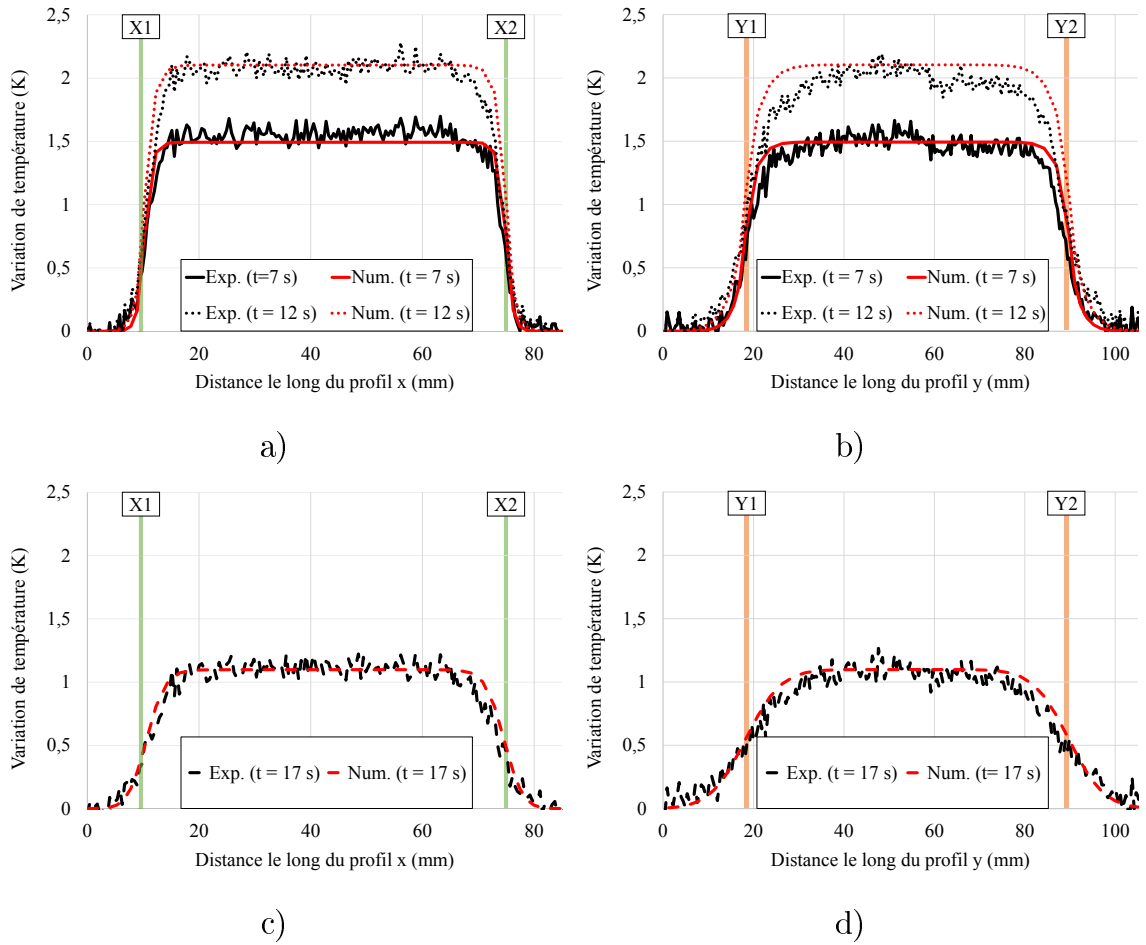 X1
X2
2,5
2
1,5
1
0,5
0
Variation de température (K)
Exp. (t=7 s)
Num. (t = 7 s)
Exp. (t = 12 s)
Num. (t = 12 s)
0
20
40
60
80
Distance le long du profil x (mm)
a)
Y1
Y2
2,5
2
1,5
1
0,5
0
Variation de température (K)
Exp. (t = 7 s)
Num. (t = 7 s)
Exp. (t = 12 s)
Num. (t = 12 s)
0
20
40
60
80
100
Distance le long du profil y (mm)
b)
X1
X2
2,5
2
1,5
1
0,5
0
Variation de température (K)
Exp. (t = 17 s)
Num. (t = 17 s)
0
20
40
60
80
Distance le long du profil x (mm)
c)
Y1
Y2
2,5
2
1,5
1
0,5
0
Variation de température (K)
Exp. (t = 17 s)
Num. (t= 17 s)
0
20
40
60
80
100
Distance le long du profil y (mm)
d)